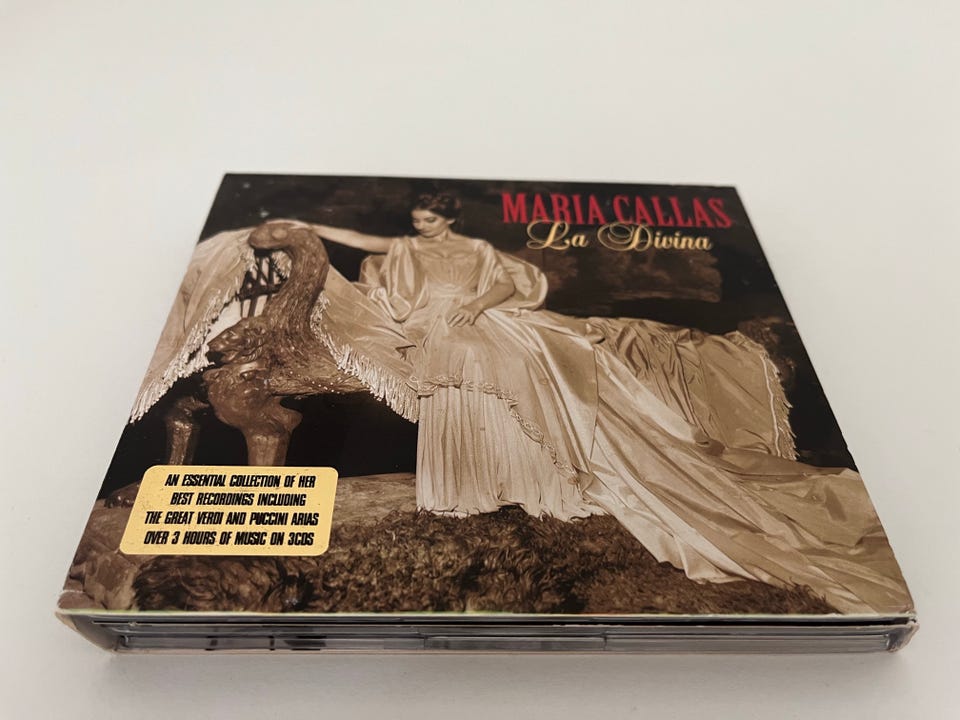 MARIA CALLAS
La Divina
AN ESSENTIAL COLLECTION OF HER
BEST RECORDINGS INCLUDING
THE GREAT VERDI AND PUCCINI ARIAS
OVER 3 HOURS OF MUSIC ON 3CDS